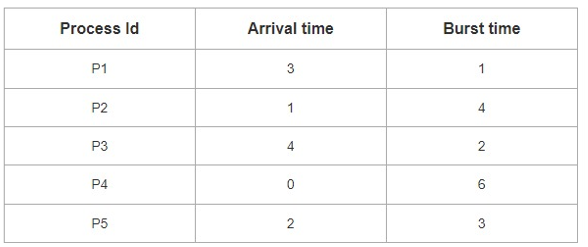 Process Id Arrival time Burst time
P1 3 1
P2 1 4
P3 4 2
P4 0 6
P5 2 3